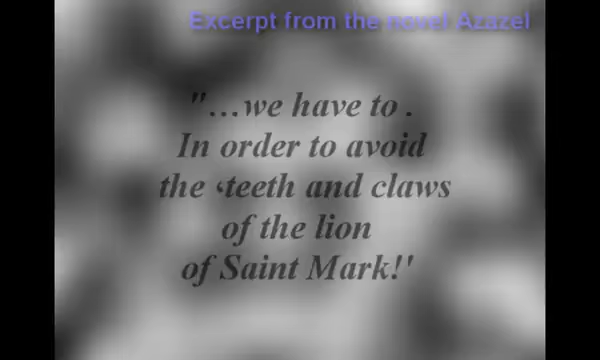 Excerpt from the novel Azazel
"...we have to .
In order to avoid
the ،teeth and claws
of the lion
of Saint Mark!'